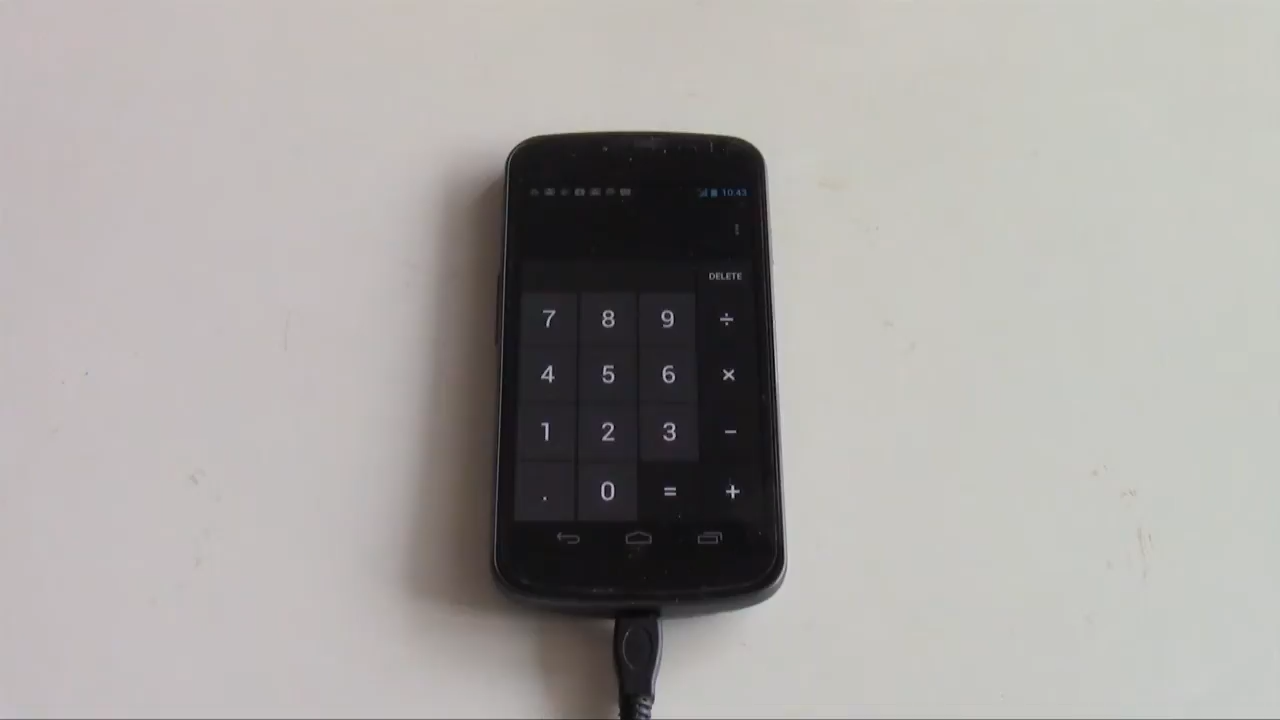 10:43
DELETE
7 8 9 ÷
4 5 6 ×
1 2 3 −
. 0 = +